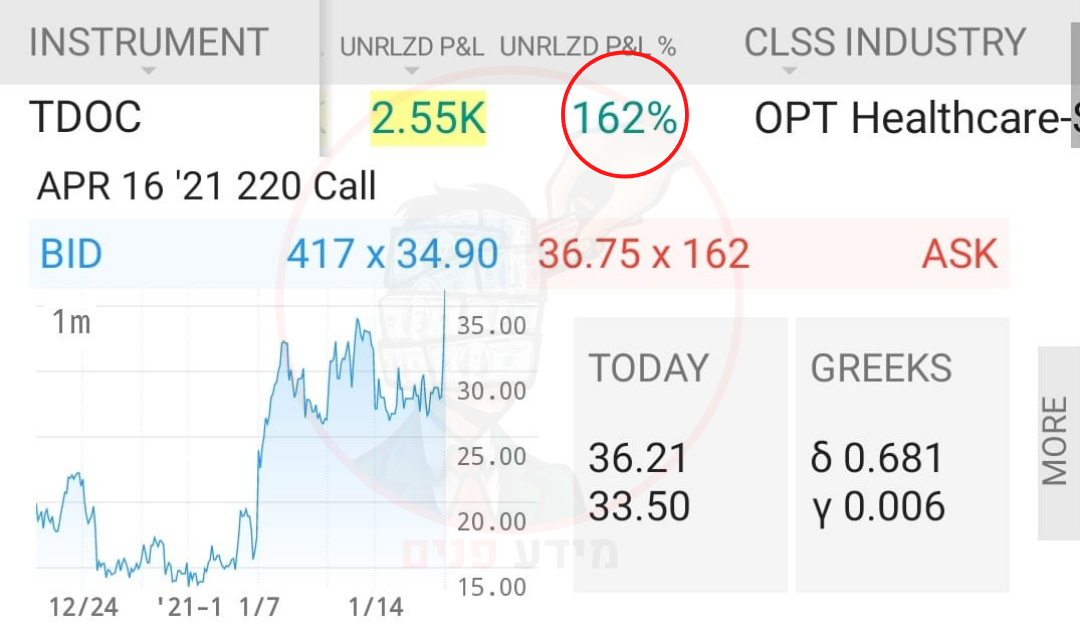 INSTRUMENT UNRLZD P&L UNRLZD P&L % CLSS INDUSTRY
TDOC 2.55K 162% OPT Healthcare-S
APR 16 '21 220 Call
BID 417 x 34.90 36.75 x 162 ASK
1m
35.00
30.00
25.00
20.00
15.00
12/24 '21-1 1/7 1/14
TODAY
36.21
33.50
GREEKS
δ 0.681
γ 0.006
MORE
מידע פנים